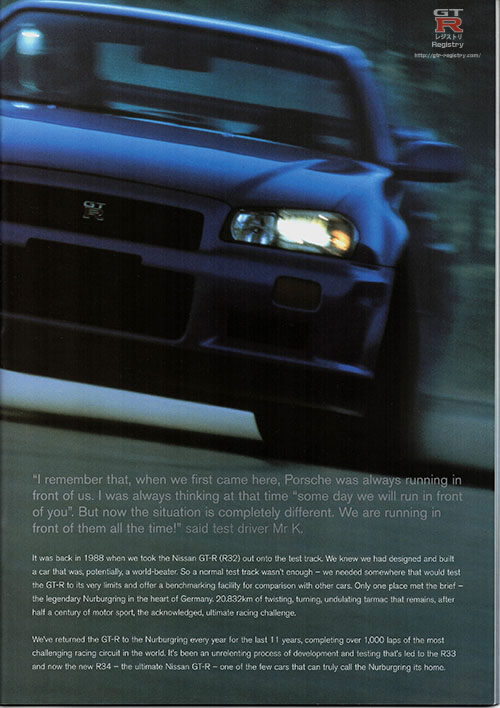 GT
R
レジストリ
Registry
http://gtr-registry.com/
GT
R
"I remember that, when we first came here, Porsche was always running in
front of us. I was always thinking at that time "some day we will run in front
of you". But now the situation is completely different. We are running in
front of them all the time!" said test driver Mr K.
It was back in 1988 when we took the Nissan GT-R (R32) out onto the test track. We knew we had designed and built
a car that was, potentially, a world-beater. So a normal test track wasn't enough – we needed somewhere that would test
the GT-R to its very limits and offer a benchmarking facility for comparison with other cars. Only one place met the brief –
the legendary Nurburgring in the heart of Germany. 20.832km of twisting, turning, undulating tarmac that remains, after
half a century of motor sport, the acknowledged, ultimate racing challenge.
We've returned the GT-R to the Nurburgring every year for the last 11 years, completing over 1,000 laps of the most
challenging racing circuit in the world. It's been an unrelenting process of development and testing that's led to the R33
and now the new R34 – the ultimate Nissan GT-R – one of the few cars that can truly call the Nurburgring its home.